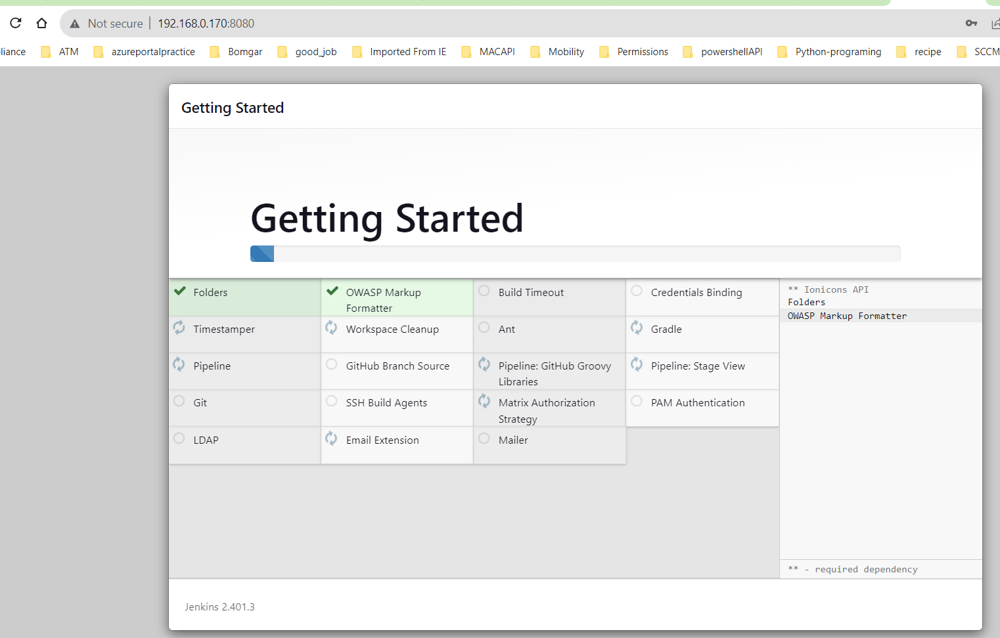 Not secure | 192.168.0.170:8080
liance ATM azureportalpractice Bomgar good_job Imported From IE MACAPI Mobility Permissions powershellAPI Python-programing recipe SCCM
Getting Started
Getting Started
Folders
OWASP Markup
Formatter
Build Timeout
Credentials Binding
Timestamper
Workspace Cleanup
Ant
Gradle
Pipeline
GitHub Branch Source
Pipeline: GitHub Groovy
Libraries
Pipeline: Stage View
Git
SSH Build Agents
Matrix Authorization
Strategy
PAM Authentication
LDAP
Email Extension
Mailer
** Ionicons API
Folders
OWASP Markup Formatter
** - required dependency
Jenkins 2.401.3